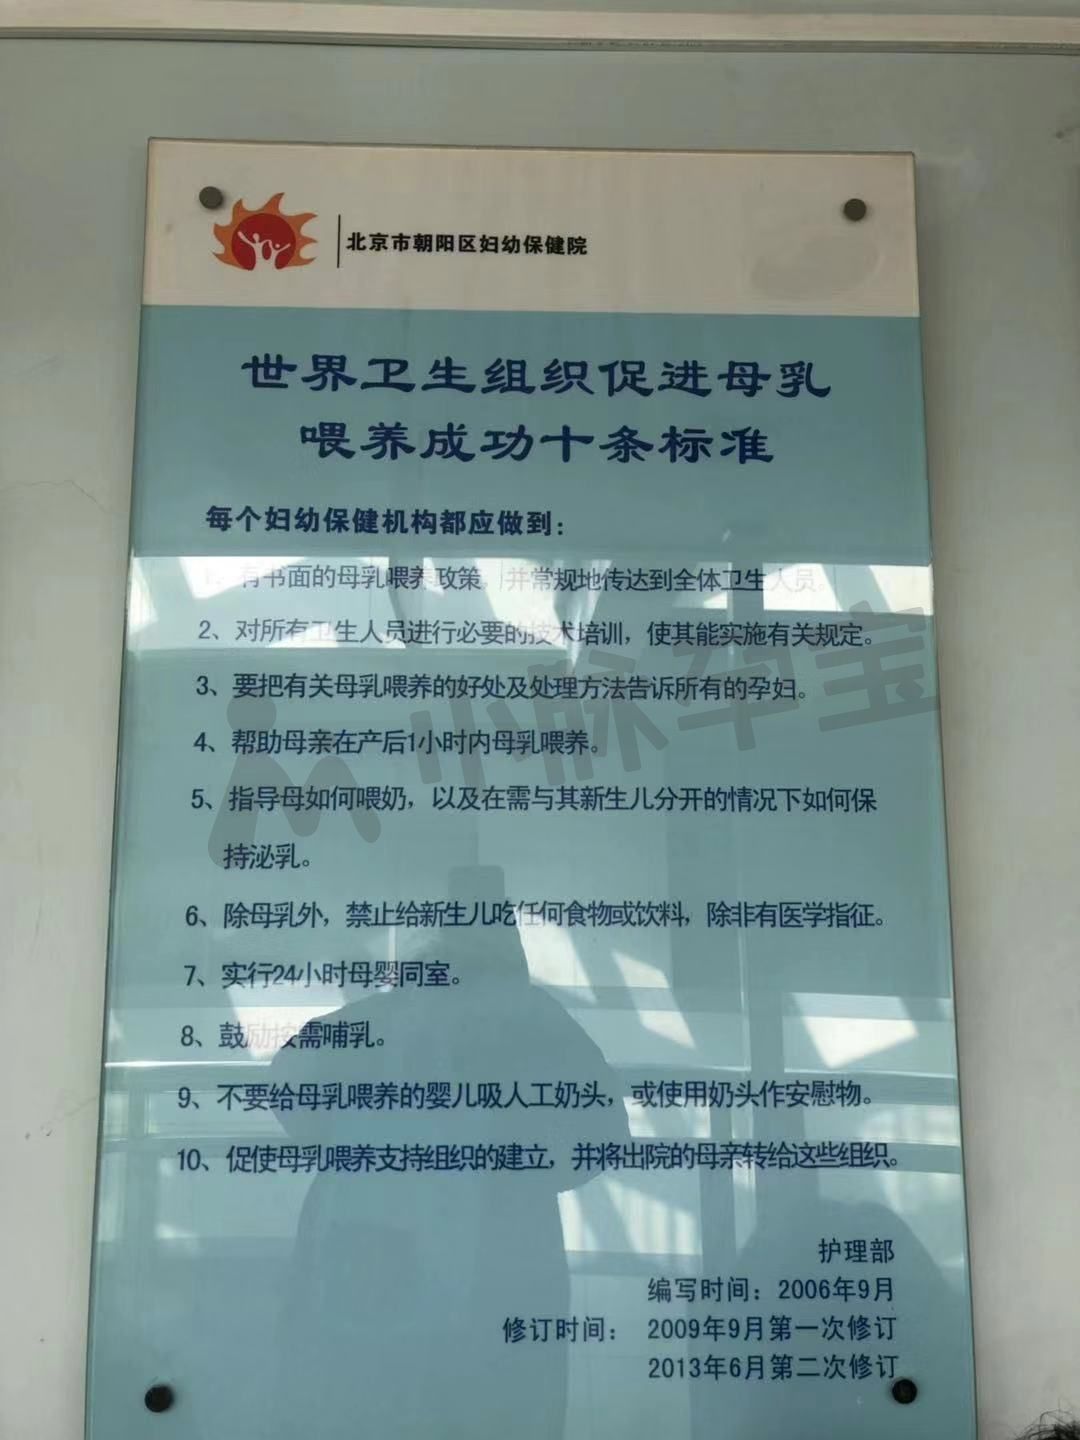 北京市朝阳区妇幼保健院
世界卫生组织促进母乳
喂养成功十条标准
每个妇幼保健机构都应做到：
1、有书面的母乳喂养政策，并常规地传达到全体卫生人员。
2、对所有卫生人员进行必要的技术培训，使其能实施有关规定。
3、要把有关母乳喂养的好处及处理方法告诉所有的孕妇。
4、帮助母亲在产后1小时内母乳喂养。
5、指导母如何喂奶，以及在需与其新生儿分开的情况下如何保
持泌乳。
6、除母乳外，禁止给新生儿吃任何食物或饮料，除非有医学指征。
7、实行24小时母婴同室。
8、鼓励按需哺乳。
9、不要给母乳喂养的婴儿吸人工奶头，或使用奶头作安慰物。
10、促使母乳喂养支持组织的建立，并将出院的母亲转给这些组织。
护理部
编写时间：2006年9月
修订时间： 2009年9月第一次修订
2013年6月第二次修订
小脉孕宝